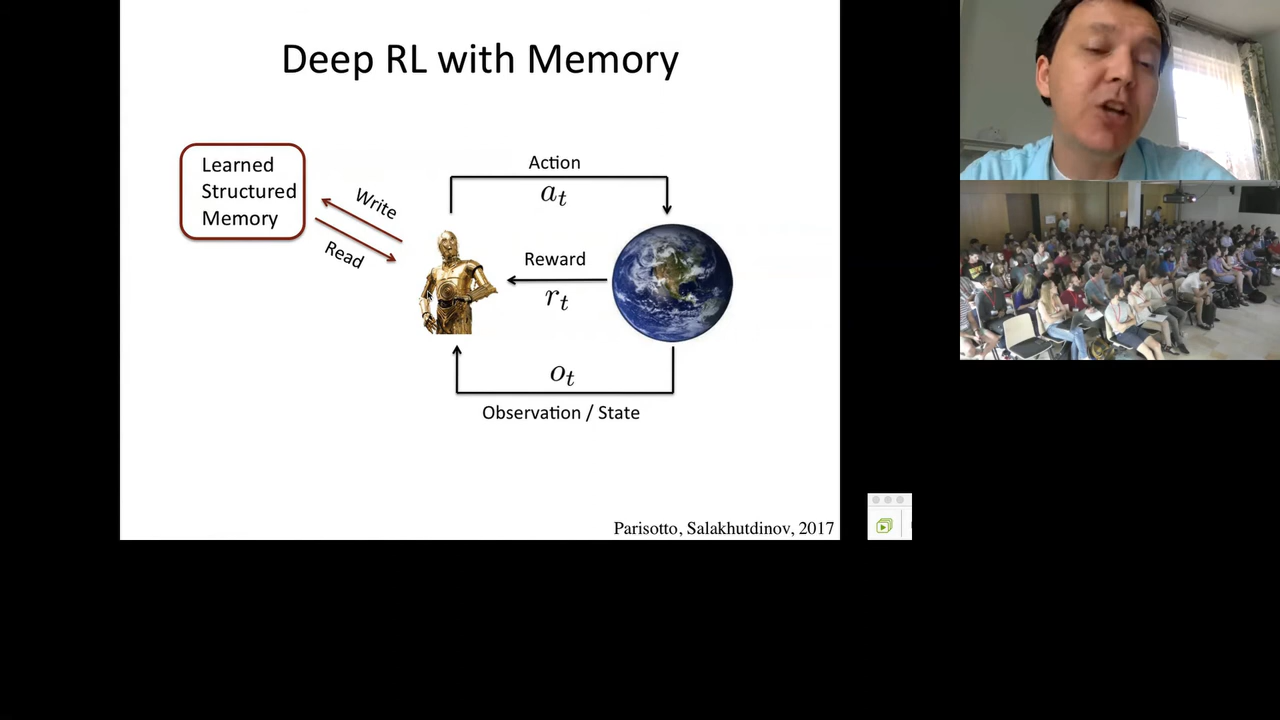 Deep RL with Memory
Learned
Structured
Memory
Write
Read
Action
a_t
Reward
r_t
o_t
Observation / State
Parisotto, Salakhutdinov, 2017